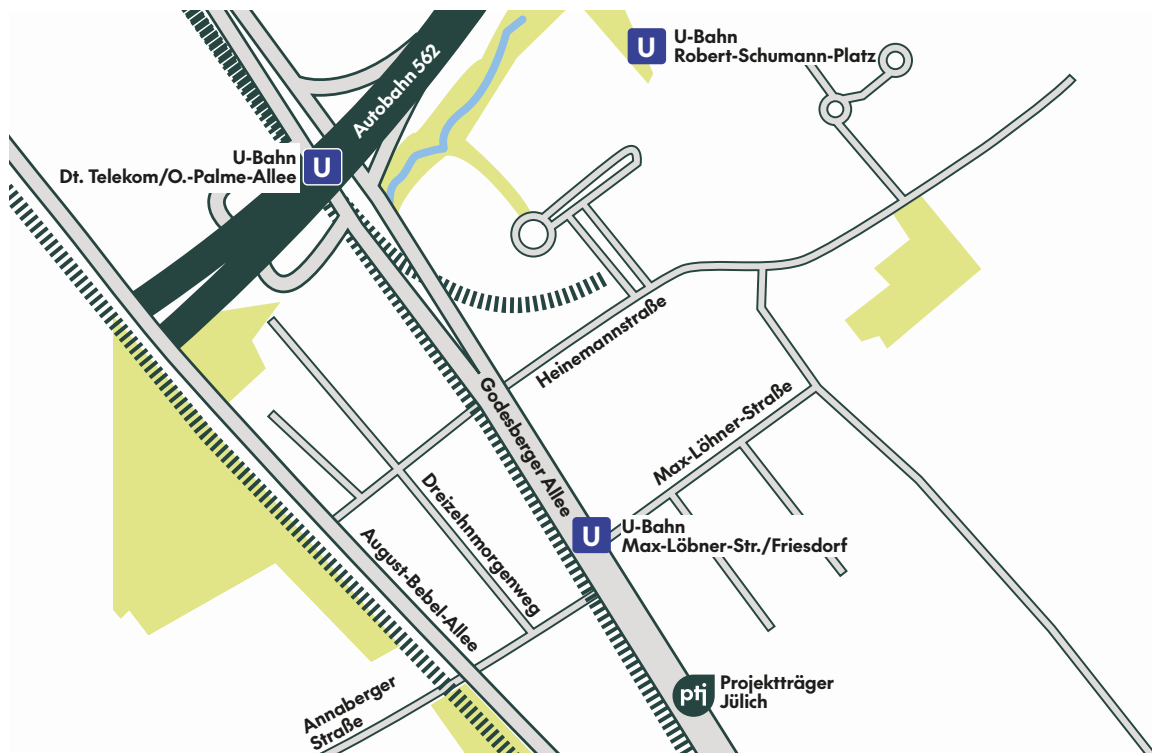 U-Bahn
Robert-Schumann-Platz
U
Autobahn 562
U-Bahn
Dt. Telekom/O.-Palme-Allee
U
Heinemannstraße
Godesberger Allee
Max-Löhner-Straße
Dreizehnmorgenweg
August-Bebel-Allee
U
U-Bahn
Max-Löbner-Str./Friesdorf
Annaberger
Straße
ptj
Projektträger
Jülich